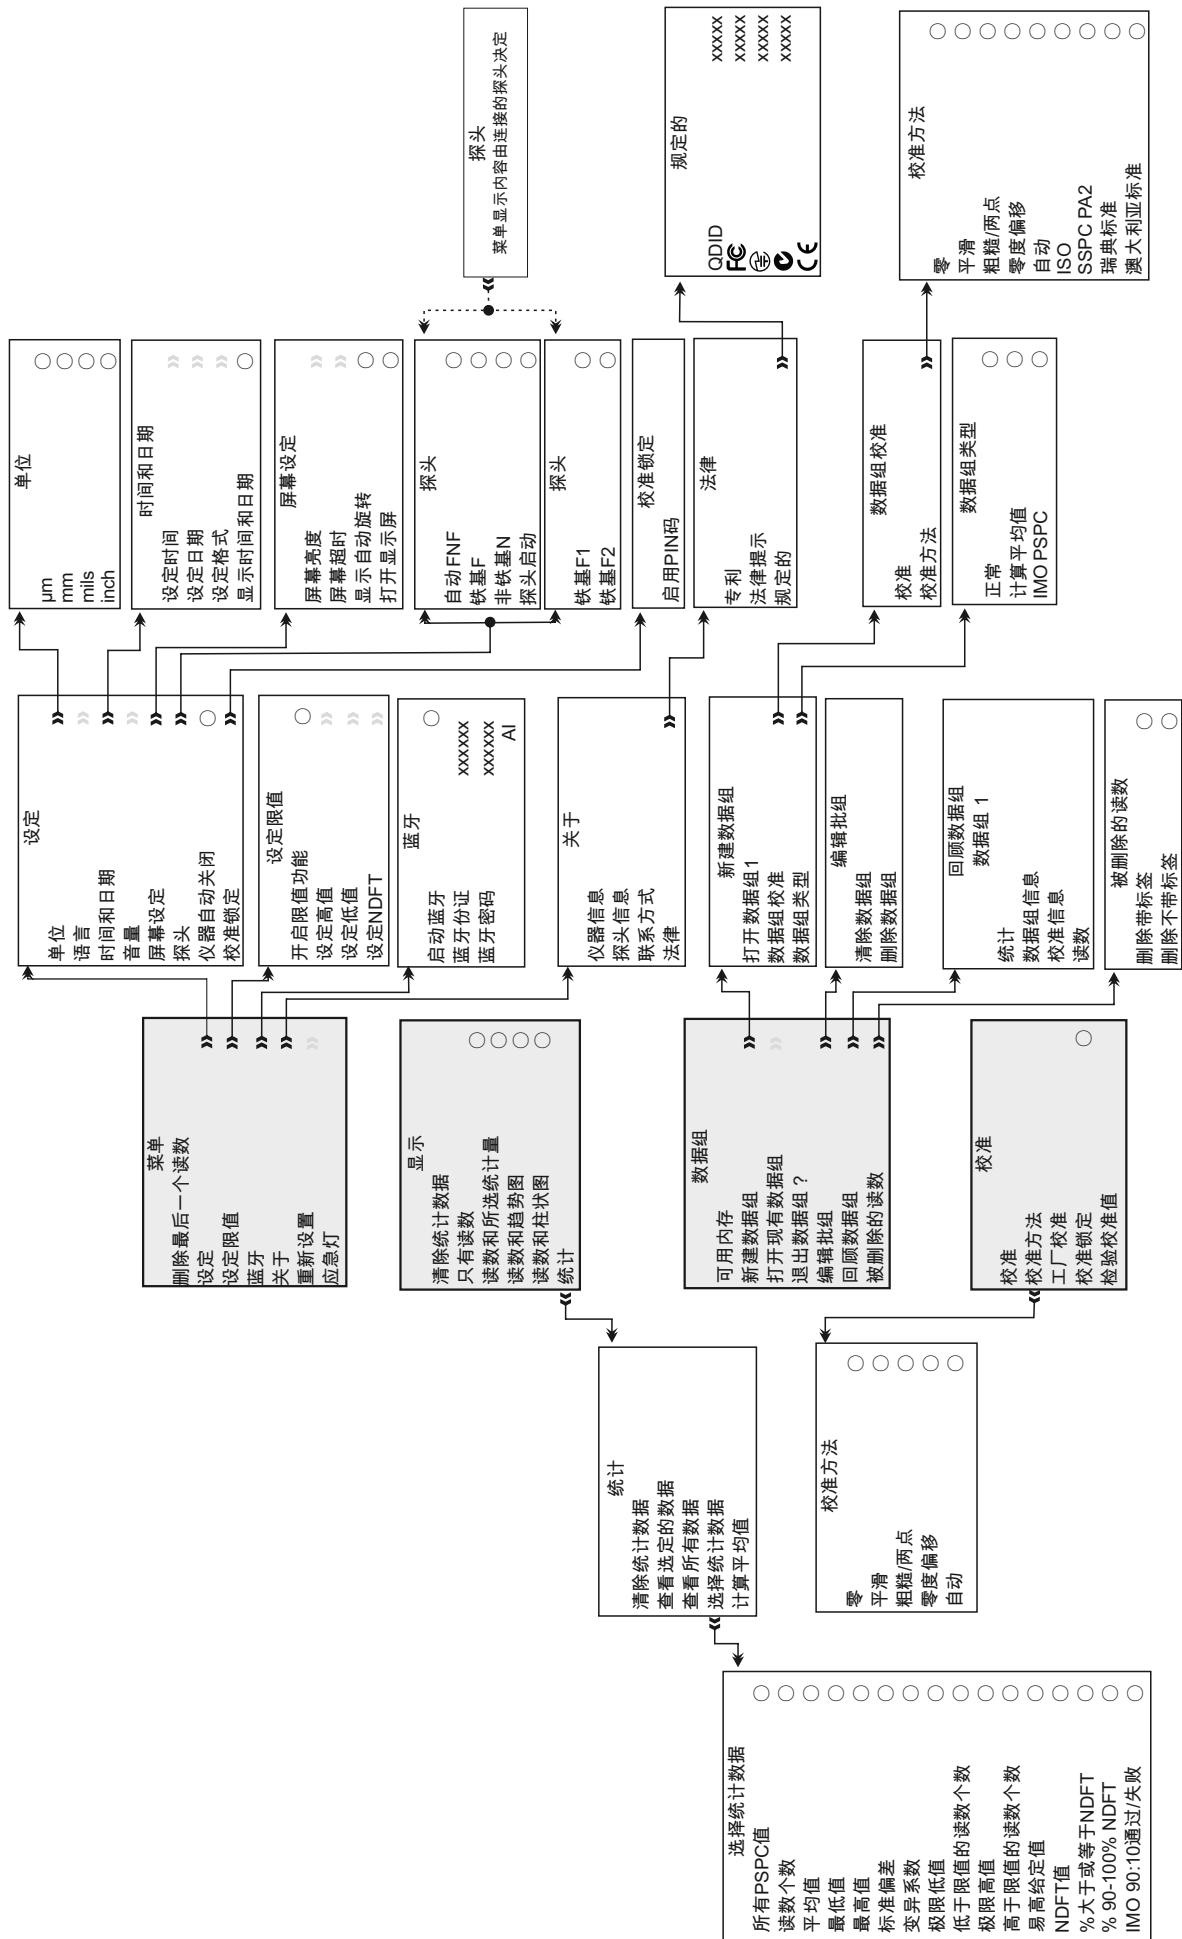 菜单
删除最后一个读数
设定
设定限值
蓝牙
关于
重新设置
应急灯
设定
单位
语言
时间和日期
音量
屏幕设定
探头
仪器自动关闭
校准锁定
单位
µm
mm
mils
inch
时间和日期
设定时间
设定日期
设定格式
显示时间和日期
屏幕设定
屏幕亮度
屏幕超时
显示自动旋转
打开显示屏
探头
自动FNF
铁基F
非铁基N
探头启动
探头
铁基F1
铁基F2
探头
菜单显示内容由连接的探头决定
校准锁定
启用PIN码
设定限值
开启限值功能
设定高值
设定低值
设定NDFT
蓝牙
启动蓝牙
蓝牙份证 xxxxxx
蓝牙密码 xxxxxx
AI
关于
仪器信息
探头信息
联系方式
法律
法律
专利
法律提示
规定的
规定的
QDID xxxxx
FC xxxxx
xxxxx
CE xxxxx
显示
清除统计数据
只有读数
读数和所选统计量
读数和趋势图
读数和柱状图
统计
统计
清除统计数据
查看选定的数据
查看所有数据
选择统计数据
计算平均值
选择统计数据
所有PSPC值
读数个数
平均值
最低值
最高值
标准偏差
变异系数
极限低值
低于限值的读数个数
极限高值
高于限值的读数个数
易高给定值
NDFT值
%大于或等于NDFT
% 90-100% NDFT
IMO 90:10通过/失败
数据组
可用内存
新建数据组
打开现有数据组
退出数据组？
编辑批组
回顾数据组
被删除的读数
新建数据组
打开数据组1
数据组校准
数据组类型
数据组校准
校准
校准方法
校准方法
零
平滑
粗糙/两点
零度偏移
自动
ISO
SSPC PA2
瑞典标准
澳大利亚标准
数据组类型
正常
计算平均值
IMO PSPC
编辑批组
清除数据组
删除数据组
回顾数据组
数据组 1
统计
数据组信息
校准信息
读数
被删除的读数
删除带标签
删除不带标签
校准
校准
校准方法
工厂校准
校准锁定
检验校准值
校准方法
零
平滑
粗糙/两点
零度偏移
自动